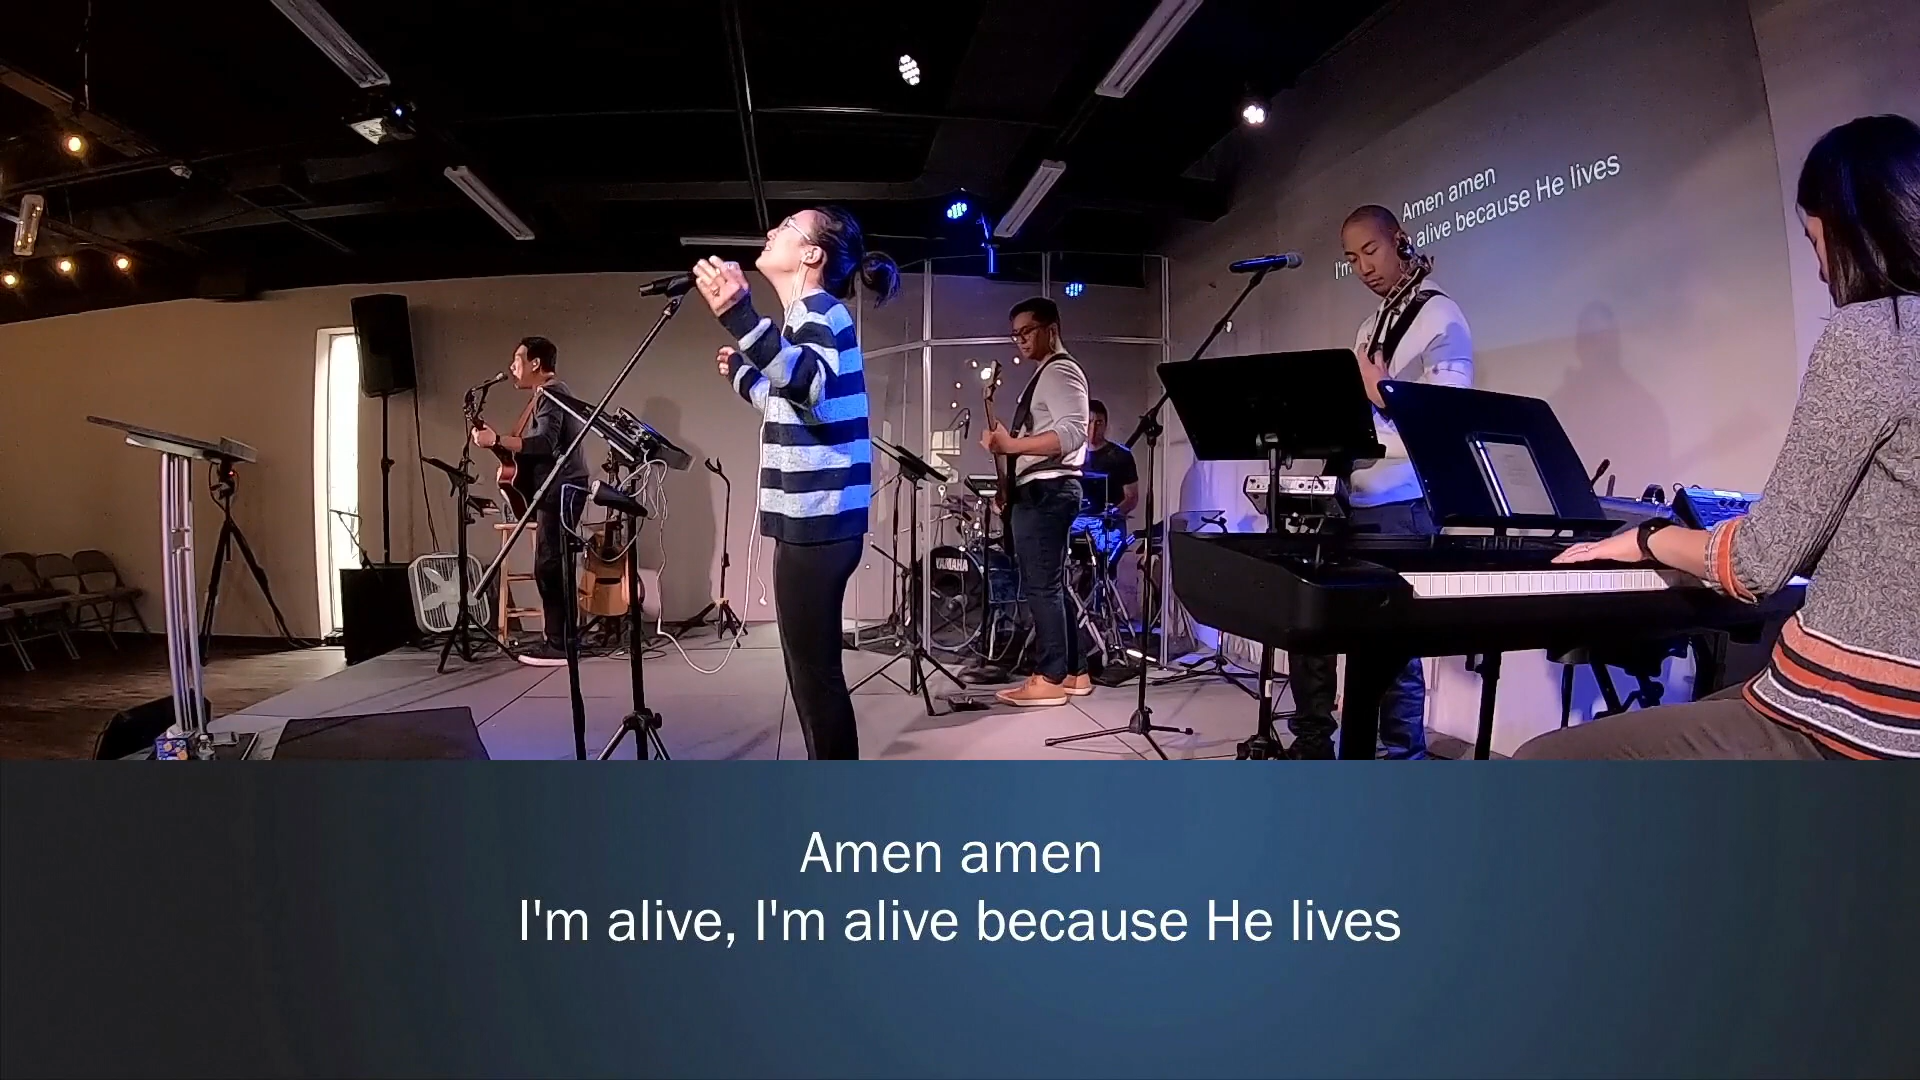 Amen amen
I'm alive because He lives
YAMAHA
Amen amen
I'm alive, I'm alive because He lives